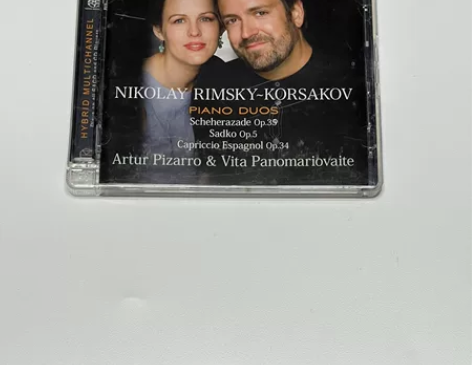 HYBRID MULTICHANNEL
NIKOLAY RIMSKY~KORSAKOV
PIANO DUOS
Scheherazade Op.35
Sadko Op.5
Capriccio Espagnol Op.34
Artur Pizarro & Vita Panomariovaite